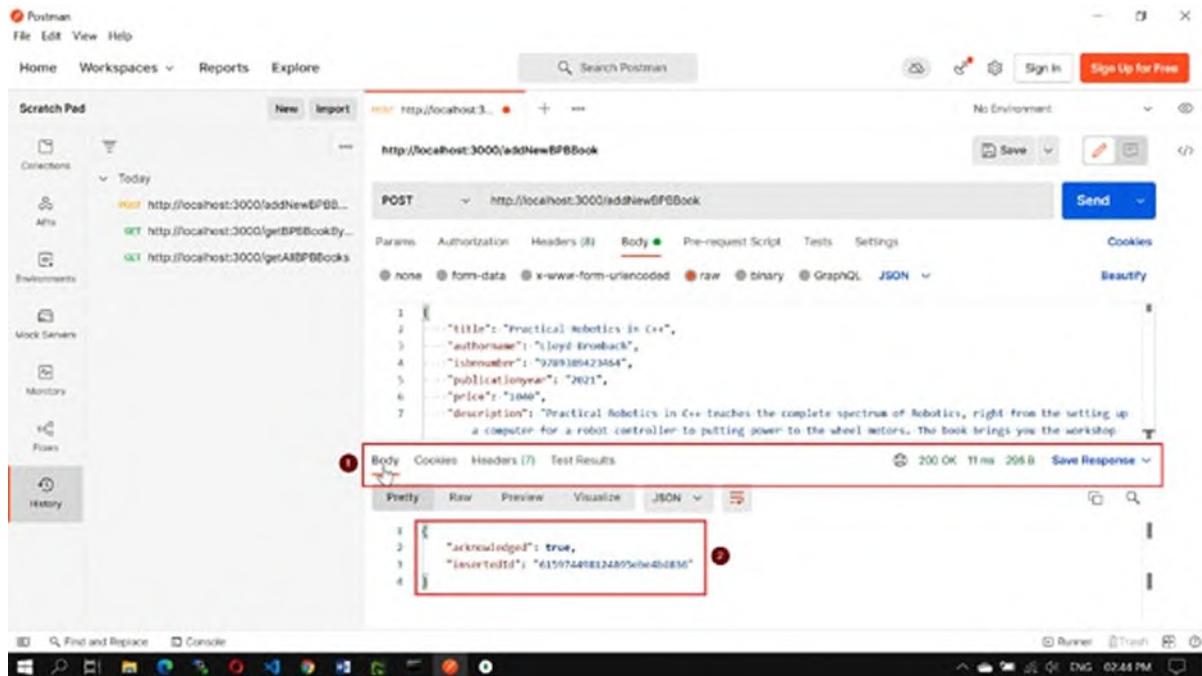 Postman
File Edit View Help
Home Workspaces Reports Explore
Search Postman
Sign In
Sign Up for Free
Scratch Pad
New Import
http://localhost:3...
No Environment
Collections
APIs
Environments
Mock Servers
Monitors
Flows
History
Today
POST http://localhost:3000/addNewBPBB...
GET http://localhost:3000/getBPBBookBy...
GET http://localhost:3000/getAllBPBBooks
http://localhost:3000/addNewBPBBook
Save
POST http://localhost:3000/addNewBPBBook
Send
Params Authorization Headers (8) Body Pre-request Script Tests Settings
Cookies
none form-data x-www-form-urlencoded raw binary GraphQL JSON
Beautify
1 {
2 "title": "Practical Robotics in C++",
3 "authorname": "Lloyd Brombach",
4 "isbnnumber": "9789389423464",
5 "publicationyear": "2021",
6 "price": "1040",
7 "description": "Practical Robotics in C++ teaches the complete spectrum of Robotics, right from the setting up
a computer for a robot controller to putting power to the wheel motors. The book brings you the workshop
1
Body Cookies Headers (7) Test Results
200 OK 11 ms 296 B Save Response
Pretty Raw Preview Visualize JSON
1 {
2 "acknowledged": true,
3 "insertedId":
4 }
2
Find and Replace Console
Runner Trash
ENG 02:44 PM